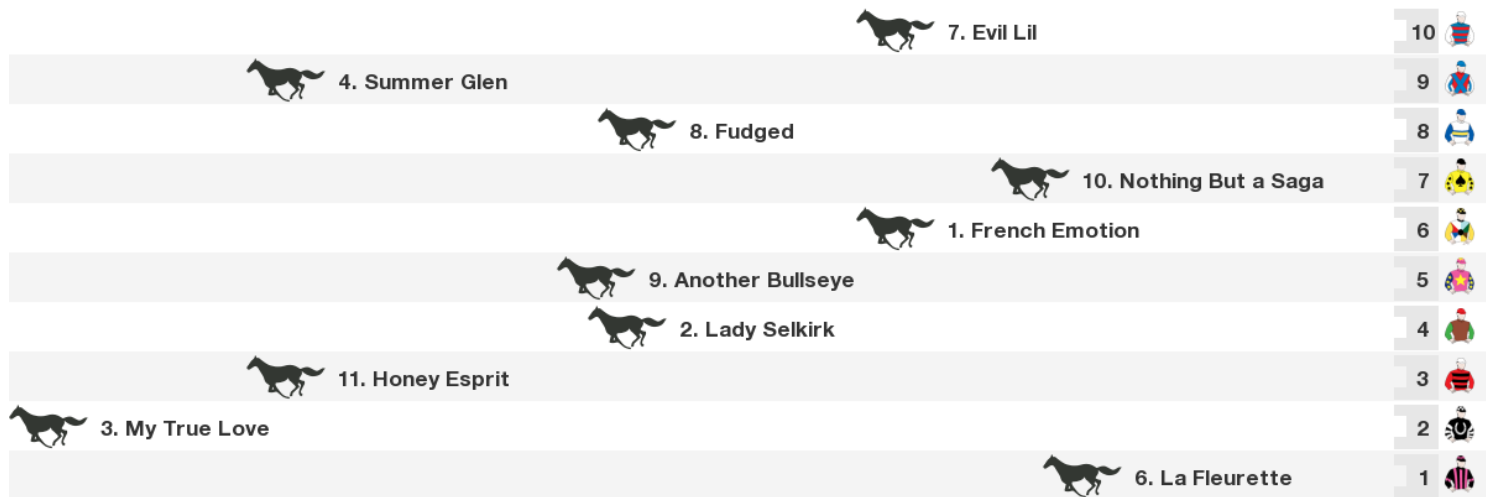 7. Evil Lil 10
4. Summer Glen 9
8. Fudged 8
10. Nothing But a Saga 7
1. French Emotion 6
9. Another Bullseye 5
2. Lady Selkirk 4
11. Honey Esprit 3
3. My True Love 2
6. La Fleurette 1